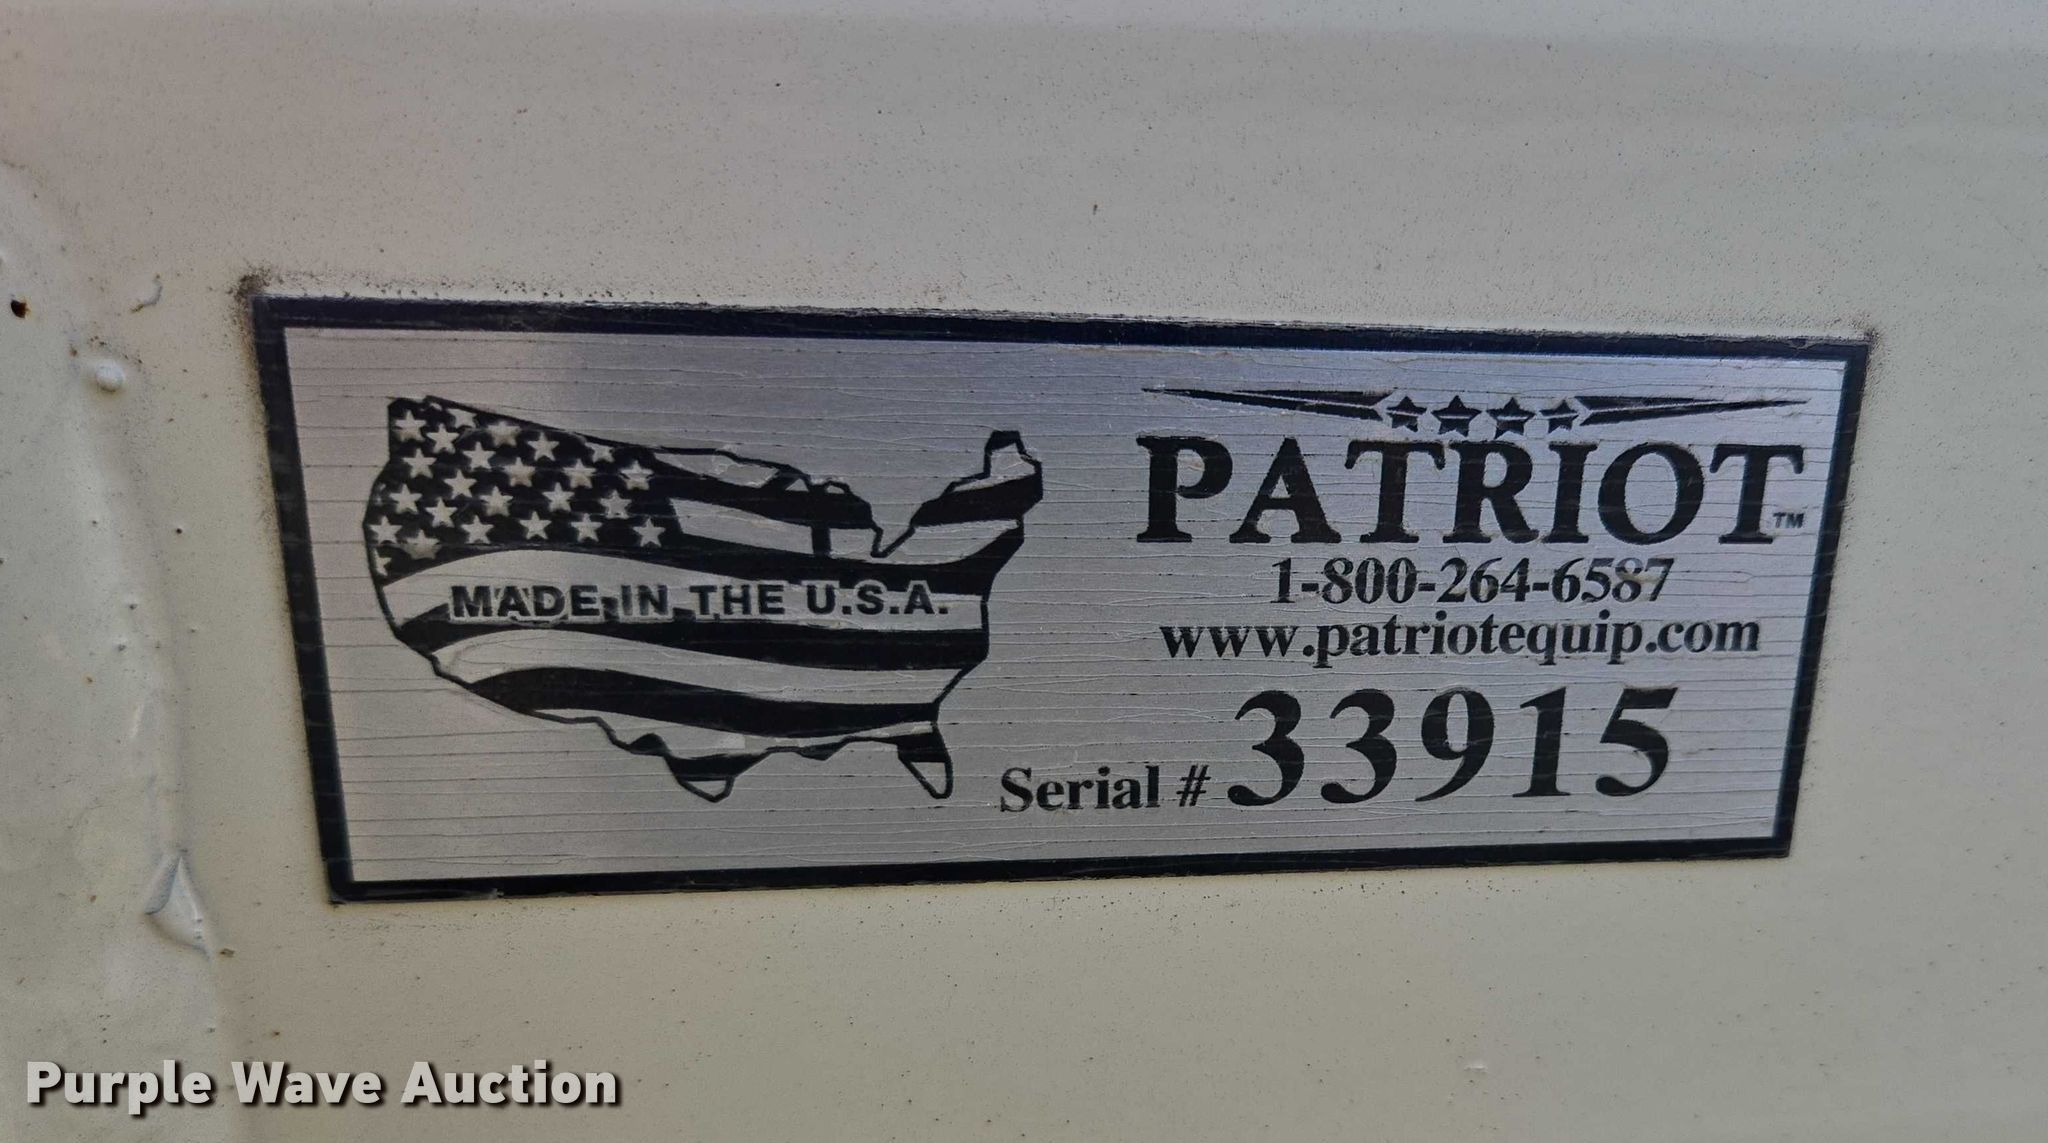 MADE IN THE U.S.A.
PATRIOT™
1-800-264-6587
www.patriotequip.com
Serial # 33915
Purple Wave Auction